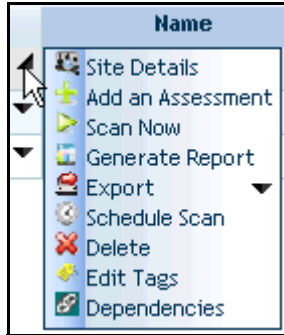 Name
Site Details
Add an Assessment
Scan Now
Generate Report
Export
Schedule Scan
Delete
Edit Tags
Dependencies